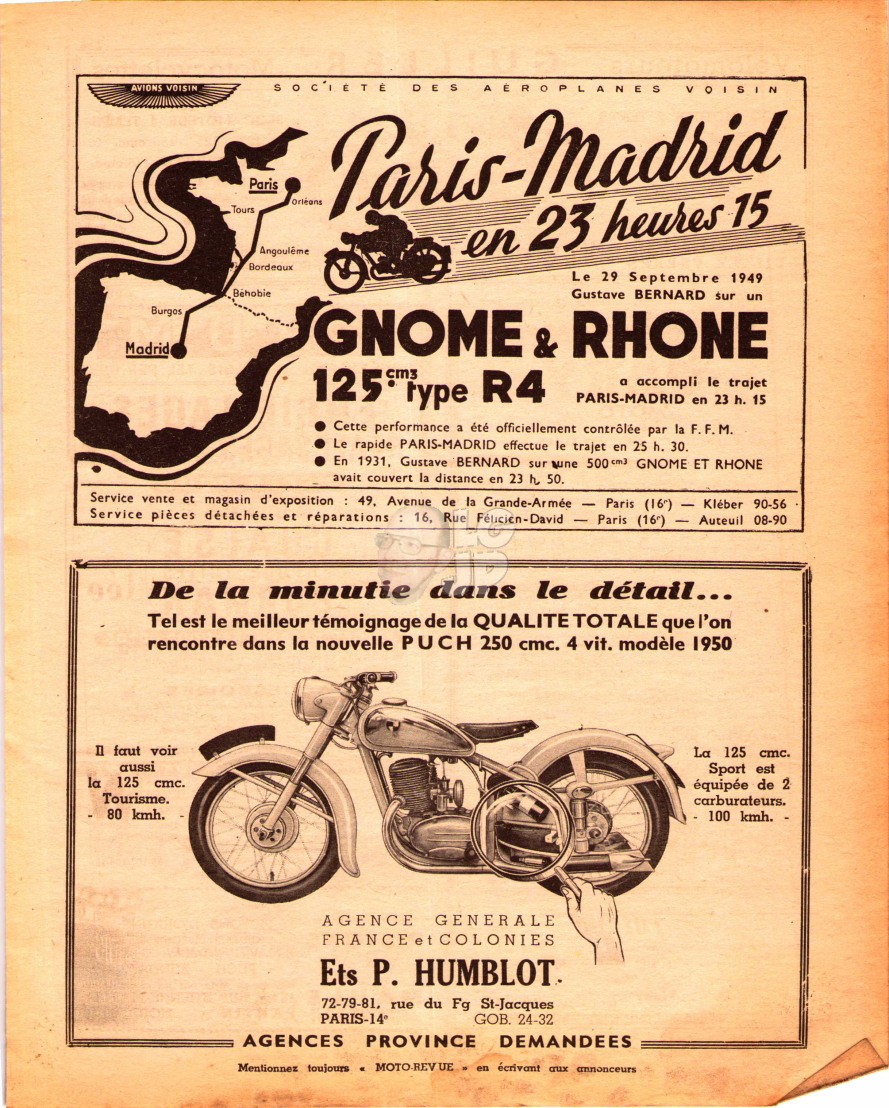 AVIONS VOISIN
SOCIÉTÉ DES AÉROPLANES VOISIN
Paris-Madrid
en 23 heures 15
Paris
Orléans
Tours
Angoulême
Bordeaux
Béhobie
Burgos
Madrid
Le 29 Septembre 1949
Gustave BERNARD sur un
GNOME & RHONE
125 cm3 type R4
a accompli le trajet
PARIS-MADRID en 23 h. 15
● Cette performance a été officiellement contrôlée par la F. F. M.
● Le rapide PARIS-MADRID effectue le trajet en 25 h. 30.
● En 1931, Gustave BERNARD sur une 500cm3 GNOME ET RHONE
avait couvert la distance en 23 h. 50.
Service vente et magasin d'exposition : 49, Avenue de la Grande-Armée — Paris (16e) — Kléber 90-56
Service pièces détachées et réparations : 16, Rue Félicien-David — Paris (16e) — Auteuil 08-90
LG
JP
De la minutie dans le détail...
Tel est le meilleur témoignage de la QUALITE TOTALE que l'on
rencontre dans la nouvelle PUCH 250 cmc. 4 vit. modèle 1950
Il faut voir
aussi
la 125 cmc.
Tourisme.
- 80 kmh. -
La 125 cmc.
Sport est
équipée de 2
carburateurs.
- 100 kmh. -
AGENCE GENERALE
FRANCE et COLONIES
Ets P. HUMBLOT
72-79-81, rue du Fg St-Jacques
PARIS-14e GOB. 24-32
AGENCES PROVINCE DEMANDEES
Mentionnez toujours « MOTO-REVUE » en écrivant aux annonceurs